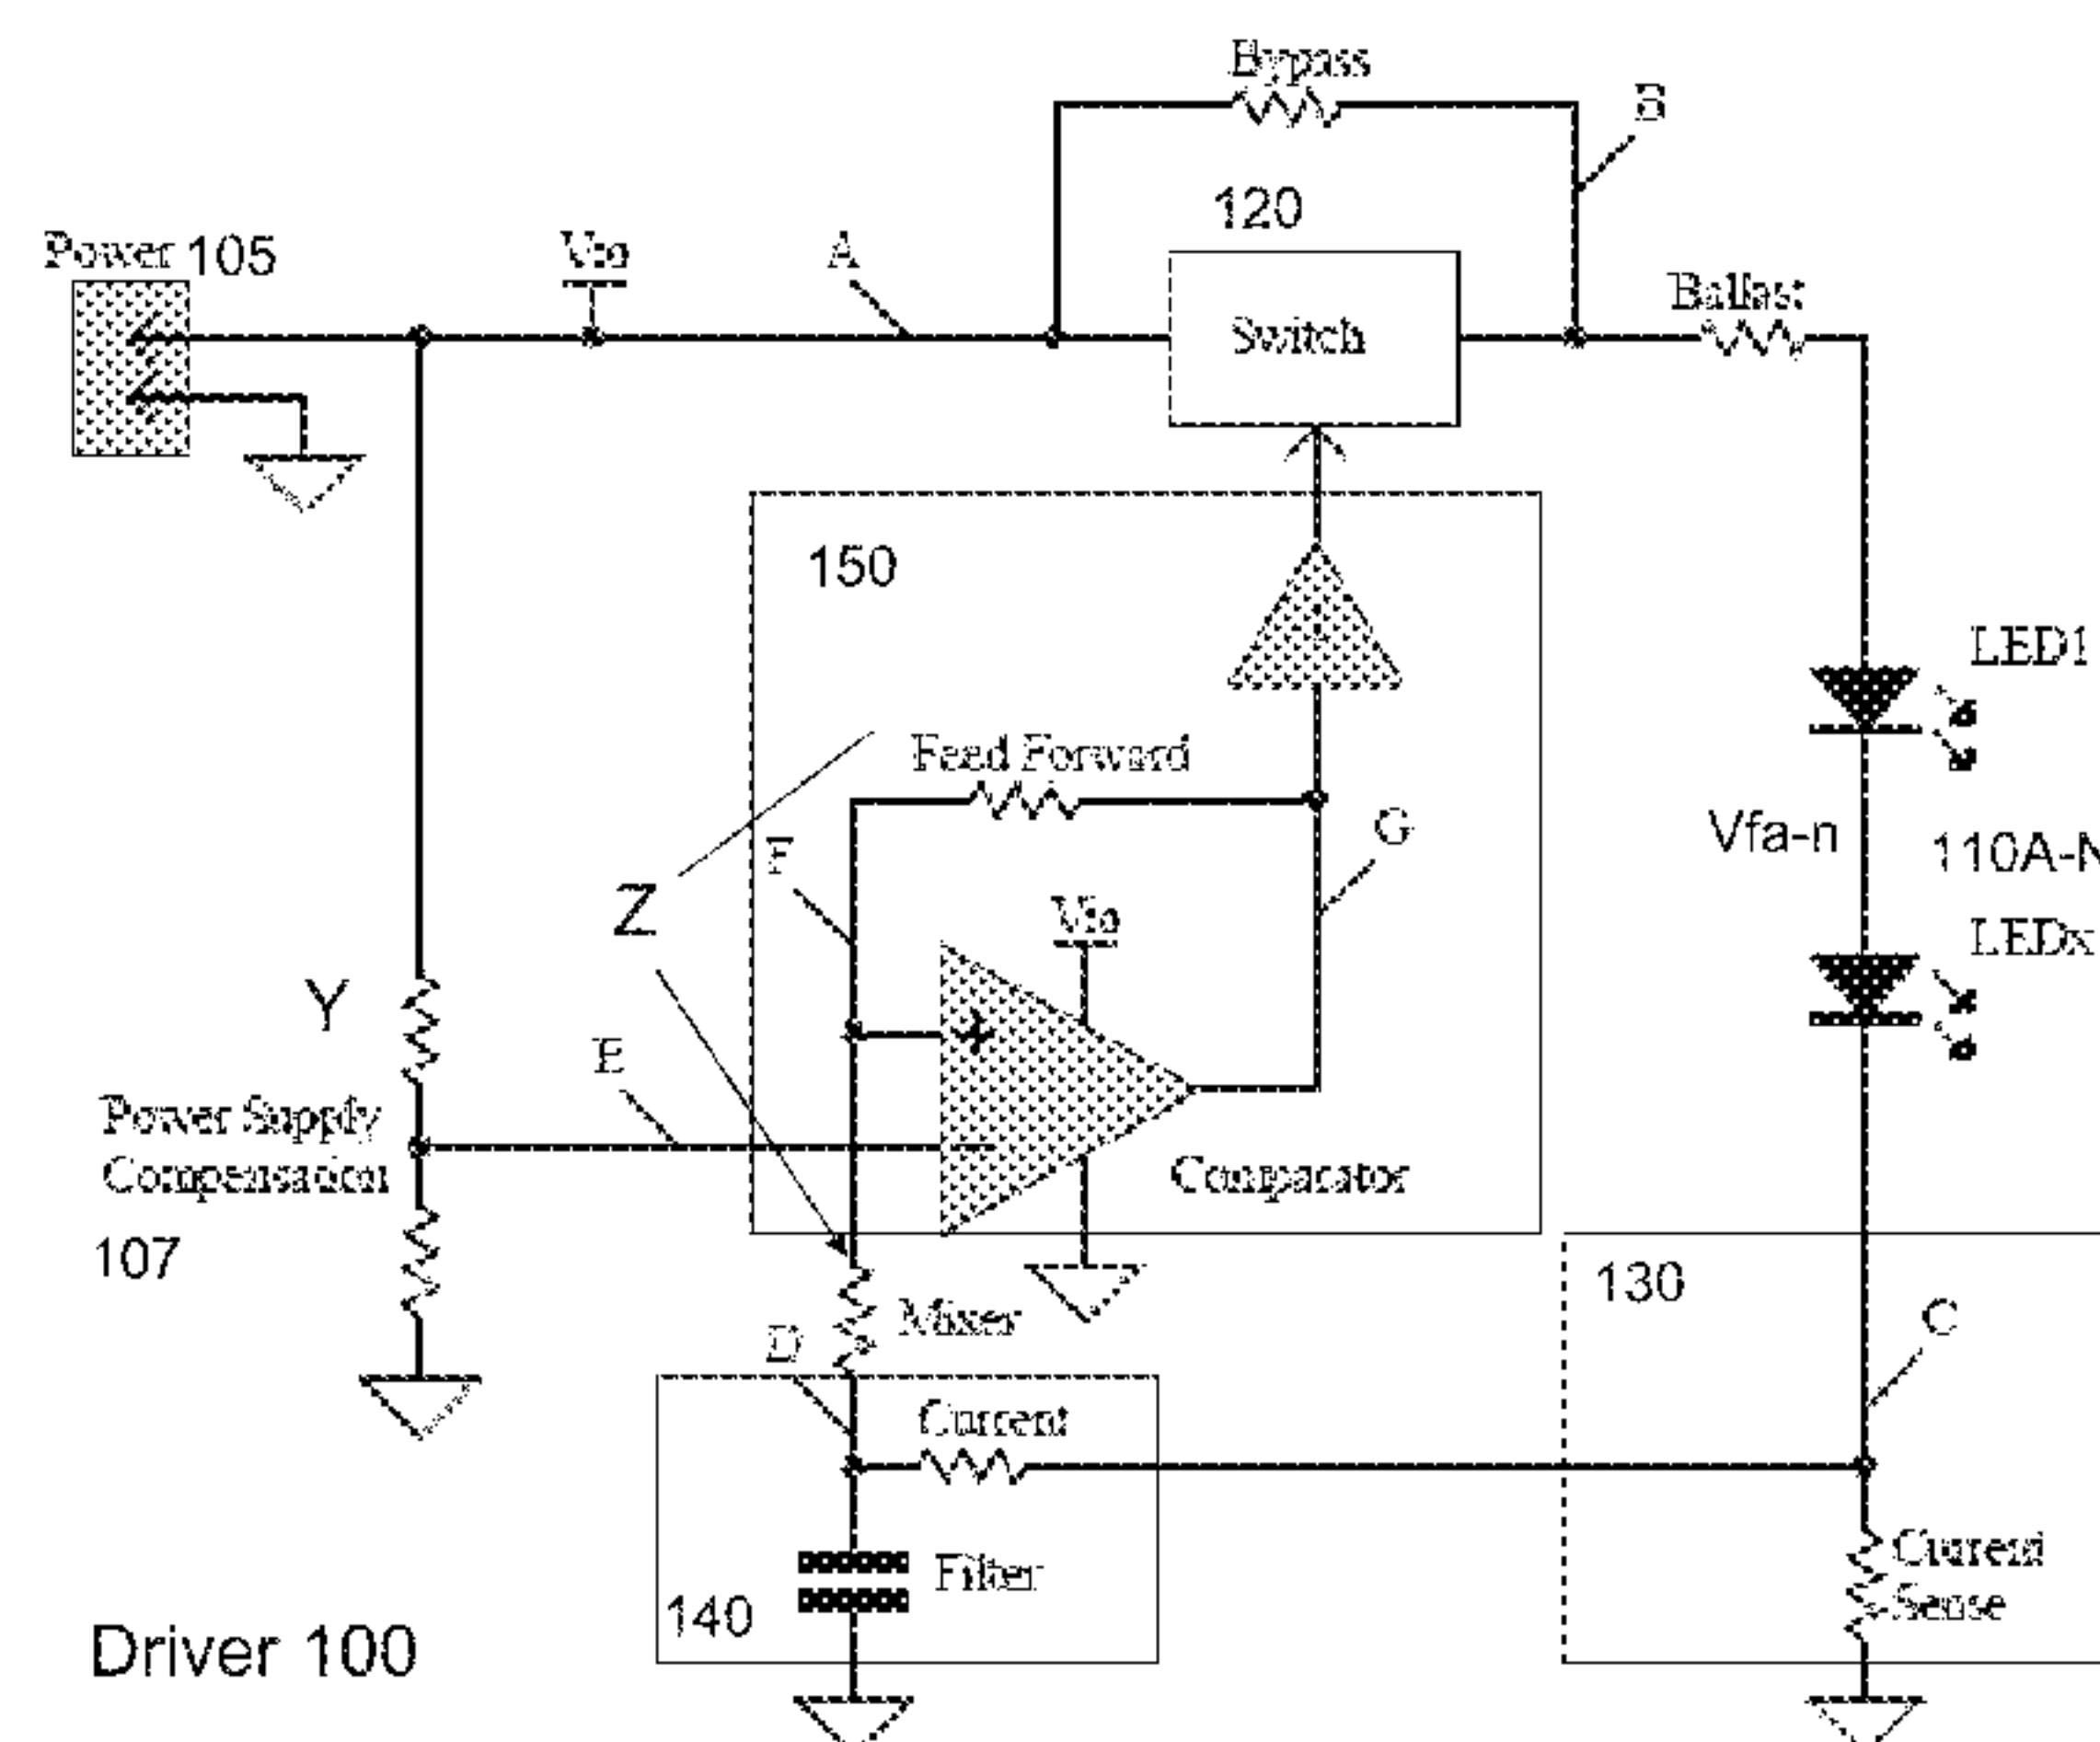 Bypass
B
120
Power 105
Vin
A
Ballast
Switch
150
LED1
Feed Forward
G
Vfa-n
F
110A-N
Z
Vin
LEDx
Y
E
Power Supply
Compensation
Comparator
107
130
Mixer
C
D
Current
Filter
Current
Sense
140
Driver 100